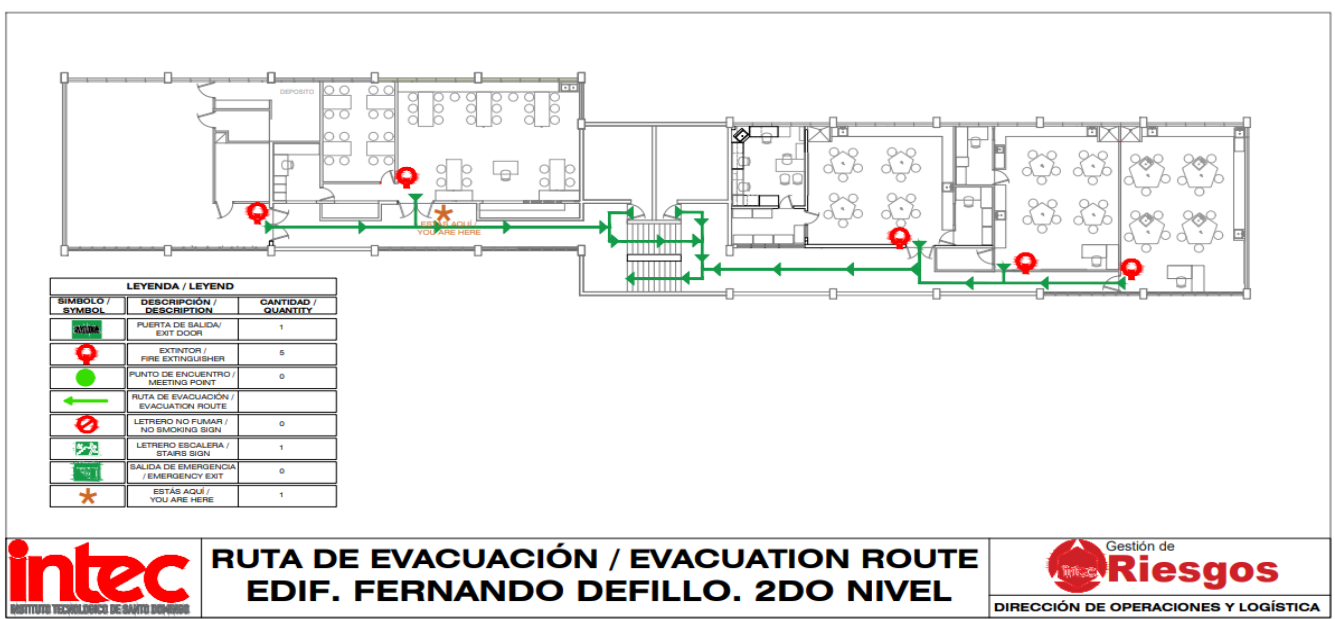 DEPOSITO
ESTÁS AQUÍ /
YOU ARE HERE
LEYENDA / LEYEND
SIMBOLO /
SYMBOL
DESCRIPCIÓN /
DESCRIPTION
CANTIDAD /
QUANTITY
PUERTA DE SALIDA/
EXIT DOOR
1
EXTINTOR /
FIRE EXTINGUISHER
5
PUNTO DE ENCUENTRO /
MEETING POINT
0
RUTA DE EVACUACIÓN /
EVACUATION ROUTE
LETRERO NO FUMAR /
NO SMOKING SIGN
0
LETRERO ESCALERA /
STAIRS SIGN
1
SALIDA DE EMERGENCIA
/ EMERGENCY EXIT
0
ESTÁS AQUÍ /
YOU ARE HERE
1
intec
INSTITUTO TECNOLÓGICO DE SANTO DOMINGO
RUTA DE EVACUACIÓN / EVACUATION ROUTE
EDIF. FERNANDO DEFILLO. 2DO NIVEL
Gestión de
Riesgos
DIRECCIÓN DE OPERACIONES Y LOGÍSTICA